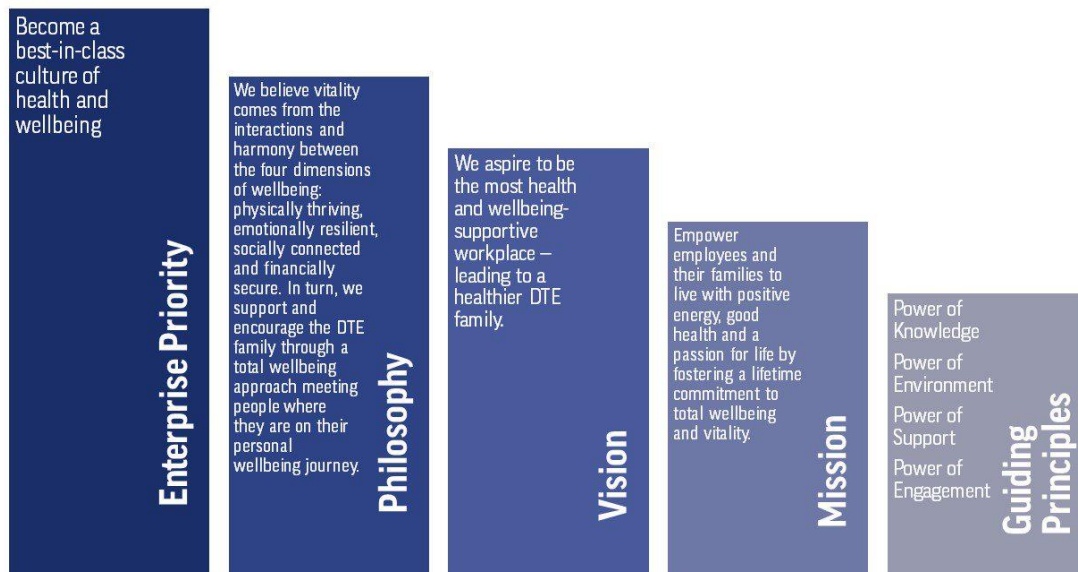 Become a
best-in-class
culture of
health and
wellbeing
Enterprise Priority
We believe vitality
comes from the
interactions and
harmony between
the four dimensions
of wellbeing:
physically thriving,
emotionally resilient,
socially connected
and financially
secure. In turn, we
support and
encourage the DTE
family through a
total wellbeing
approach meeting
people where
they are on their
personal
wellbeing journey.
Philosophy
We aspire to be
the most health
and wellbeing-
supportive
workplace –
leading to a
healthier DTE
family.
Vision
Empower
employees and
their families to
live with positive
energy, good
health and a
passion for life by
fostering a lifetime
commitment to
total wellbeing
and vitality.
Mission
Power of
Knowledge
Power of
Environment
Power of
Support
Power of
Engagement
Guiding
Principles